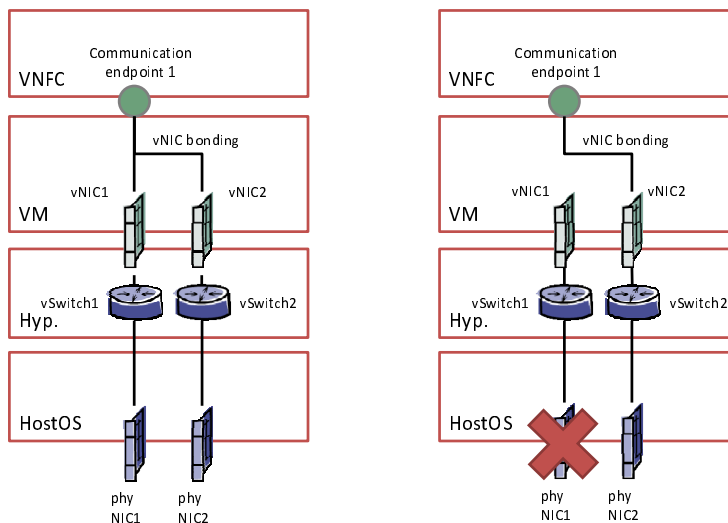 Communication
endpoint 1
VNFC
vNIC bonding
vNIC1
vNIC2
VM
vSwitch1
vSwitch2
Hyp.
HostOS
phy
NIC1
phy
NIC2
Communication
endpoint 1
VNFC
vNIC bonding
vNIC1
vNIC2
VM
vSwitch1
vSwitch2
Hyp.
HostOS
phy
NIC1
phy
NIC2